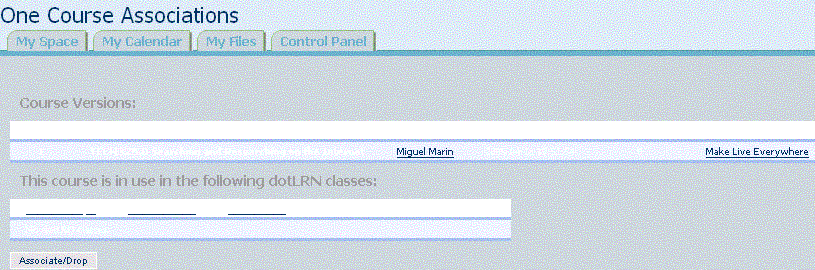 One Course Associations
My Space My Calendar My Files Control Panel
Course Versions:
Miguel Marin Make Live Everywhere
This course is in use in the following dotLRN classes:
Associate/Drop